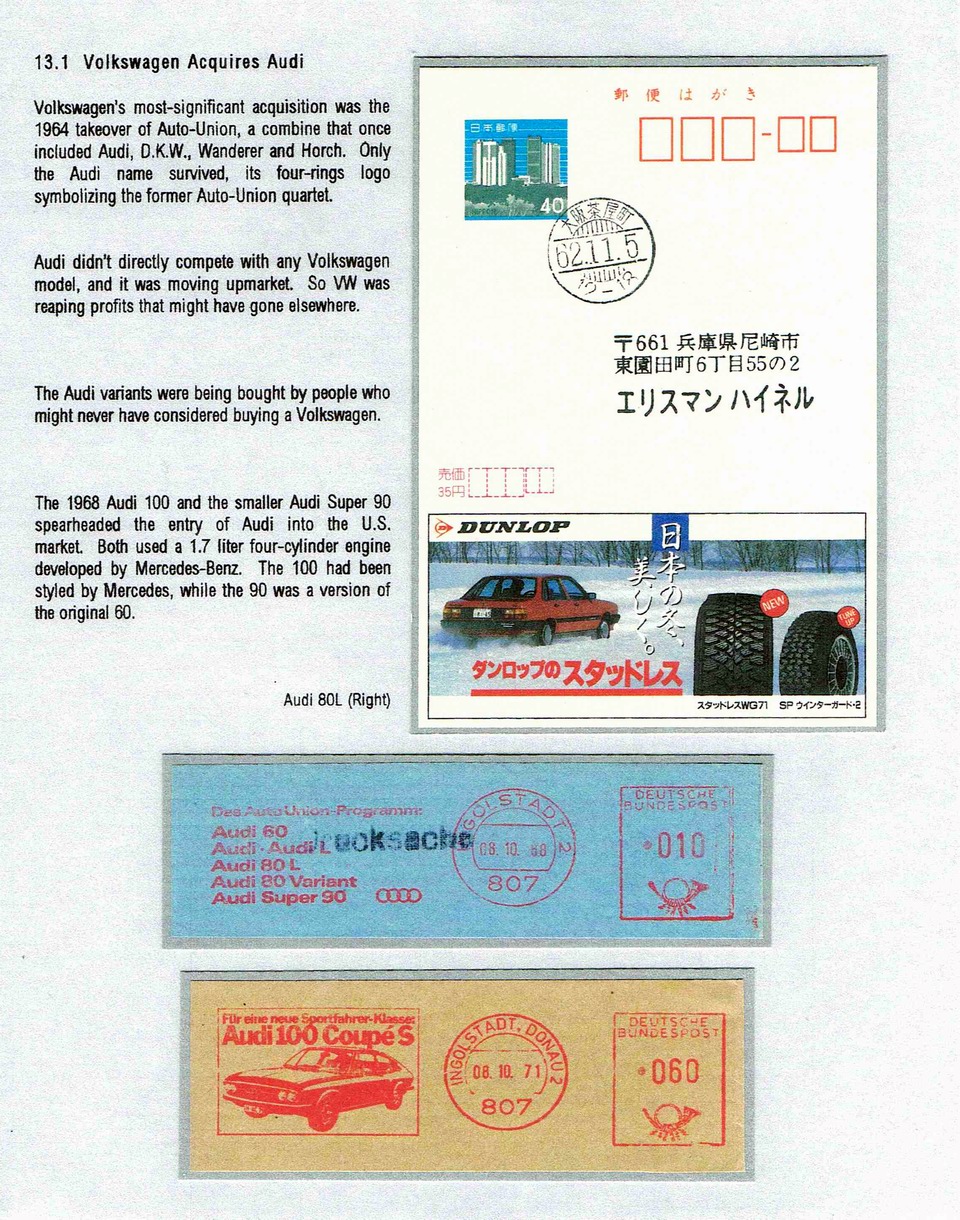 13.1 Volkswagen Acquires Audi
Volkswagen's most-significant acquisition was the
1964 takeover of Auto-Union, a combine that once
included Audi, D.K.W., Wanderer and Horch. Only
the Audi name survived, its four-rings logo
symbolizing the former Auto-Union quartet.
Audi didn't directly compete with any Volkswagen
model, and it was moving upmarket. So VW was
reaping profits that might have gone elsewhere.
The Audi variants were being bought by people who
might never have considered buying a Volkswagen.
The 1968 Audi 100 and the smaller Audi Super 90
spearheaded the entry of Audi into the U.S.
market. Both used a 1.7 liter four-cylinder engine
developed by Mercedes-Benz. The 100 had been
styled by Mercedes, while the 90 was a version of
the original 60.
Audi 80L (Right)
郵便はがき
日本郵便
40
大阪茶屋町
62.11.5
〒661 兵庫県尼崎市
東園田町6丁目55の2
エリスマン ハイネル
売価
35円
DUNLOP
日本の冬、
美しく。
NEW
TUNE
UP
ダンロップのスタッドレス
スタッドレスWG71 SP ウインターガード・2
Das Auto Union-Programm:
Audi 60
Audi · Audi L
Audi 80 L
Audi 80 Variant
Audi Super 90
Drucksache
INGOLSTADT 2
08.10. 68
807
DEUTSCHE
BUNDESPOST
010
Für eine neue Sportfahrer-Klasse:
Audi 100 Coupé S
INGOLSTADT, DONAU 2
08.10. 71
807
DEUTSCHE
BUNDESPOST
060